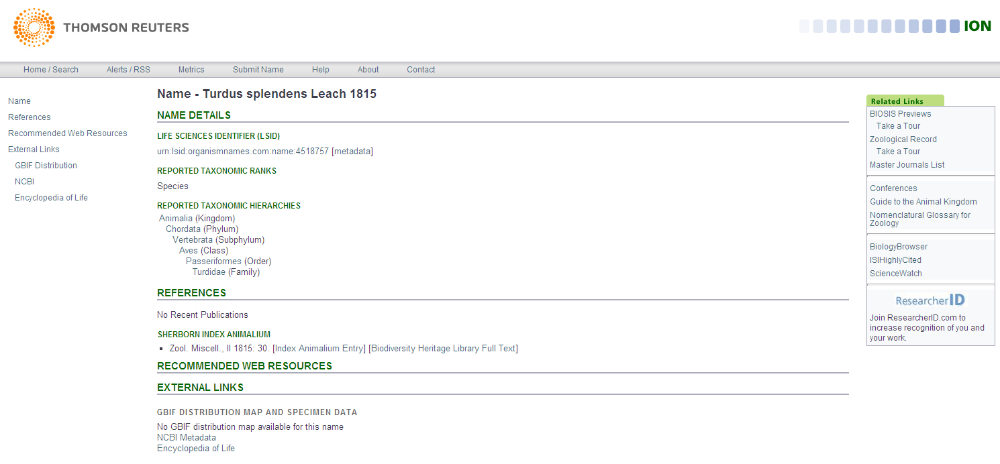 THOMSON REUTERS
ION
Home / Search Alerts / RSS Metrics Submit Name Help About Contact
Name
References
Recommended Web Resources
External Links
GBIF Distribution
NCBI
Encyclopedia of Life
Name - Turdus splendens Leach 1815
NAME DETAILS
LIFE SCIENCES IDENTIFIER (LSID)
urn:lsid:organismnames.com:name:4518757 [metadata]
REPORTED TAXONOMIC RANKS
Species
REPORTED TAXONOMIC HIERARCHIES
Animalia (Kingdom)
Chordata (Phylum)
Vertebrata (Subphylum)
Aves (Class)
Passeriformes (Order)
Turdidae (Family)
REFERENCES
No Recent Publications
SHERBORN INDEX ANIMALIUM
▪ Zool. Miscell., II 1815: 30. [Index Animalium Entry] [Biodiversity Heritage Library Full Text]
RECOMMENDED WEB RESOURCES
EXTERNAL LINKS
GBIF DISTRIBUTION MAP AND SPECIMEN DATA
No GBIF distribution map available for this name
NCBI Metadata
Encyclopedia of Life
Related Links
BIOSIS Previews
Take a Tour
Zoological Record
Take a Tour
Master Journals List
Conferences
Guide to the Animal Kingdom
Nomenclatural Glossary for
Zoology
BiologyBrowser
ISIHighlyCited
ScienceWatch
ResearcherID
Join ResearcherID.com to
increase recognition of you and
your work.